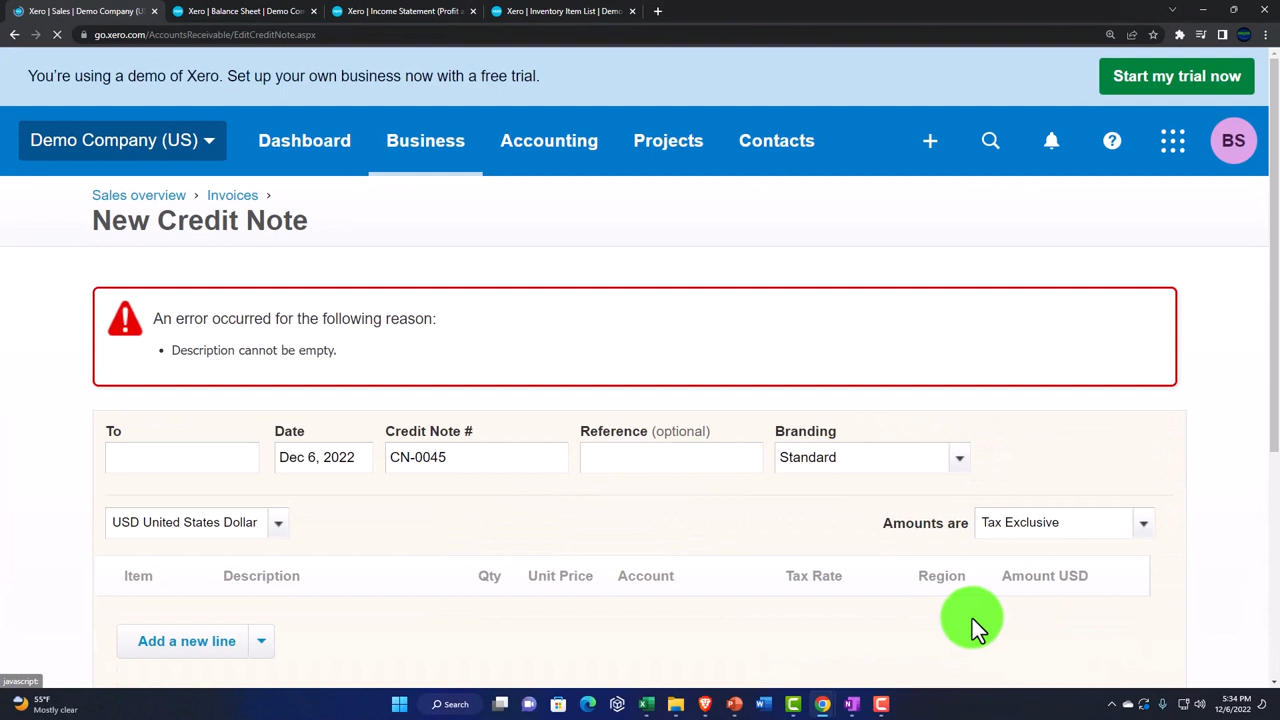 Xero | Sales | Demo Company (U
Xero | Balance Sheet | Demo Com
Xero | Income Statement (Profit a
Xero | Inventory Item List | Demo
go.xero.com/AccountsReceivable/EditCreditNote.aspx
You're using a demo of Xero. Set up your own business now with a free trial.
Start my trial now
Demo Company (US)
Dashboard
Business
Accounting
Projects
Contacts
BS
Sales overview › Invoices ›
New Credit Note
An error occurred for the following reason:
• Description cannot be empty.
To
Date
Credit Note #
Reference (optional)
Branding
Dec 6, 2022
CN-0045
Standard
USD United States Dollar
Amounts are
Tax Exclusive
Item
Description
Qty
Unit Price
Account
Tax Rate
Region
Amount USD
Add a new line
javascript:
55°F
Mostly clear
Search
5:34 PM
12/6/2022